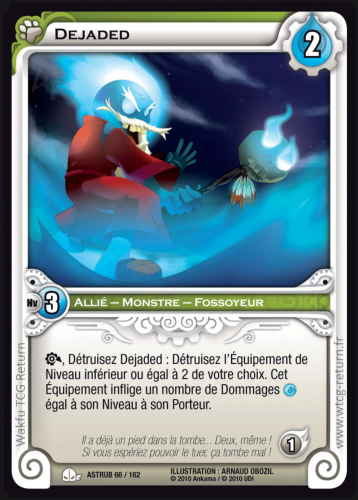 DEJADED
2
Nv 3
ALLIÉ – MONSTRE – FOSSOYEUR
, Détruisez Dejaded : Détruisez l'Équipement de
Niveau inférieur ou égal à 2 de votre choix. Cet
Équipement inflige un nombre de Dommages
égal à son Niveau à son Porteur.
Il a déjà un pied dans la tombe... Deux, même !
Si vous espériez pouvoir le tuer, ça tombe mal !
1
ASTRUB 66 / 162
ILLUSTRATION : ARNAUD OBOZIL
© 2010 Ankama / © 2010 UDI
Wakfu TCG Return
www.wtcg-return.fr